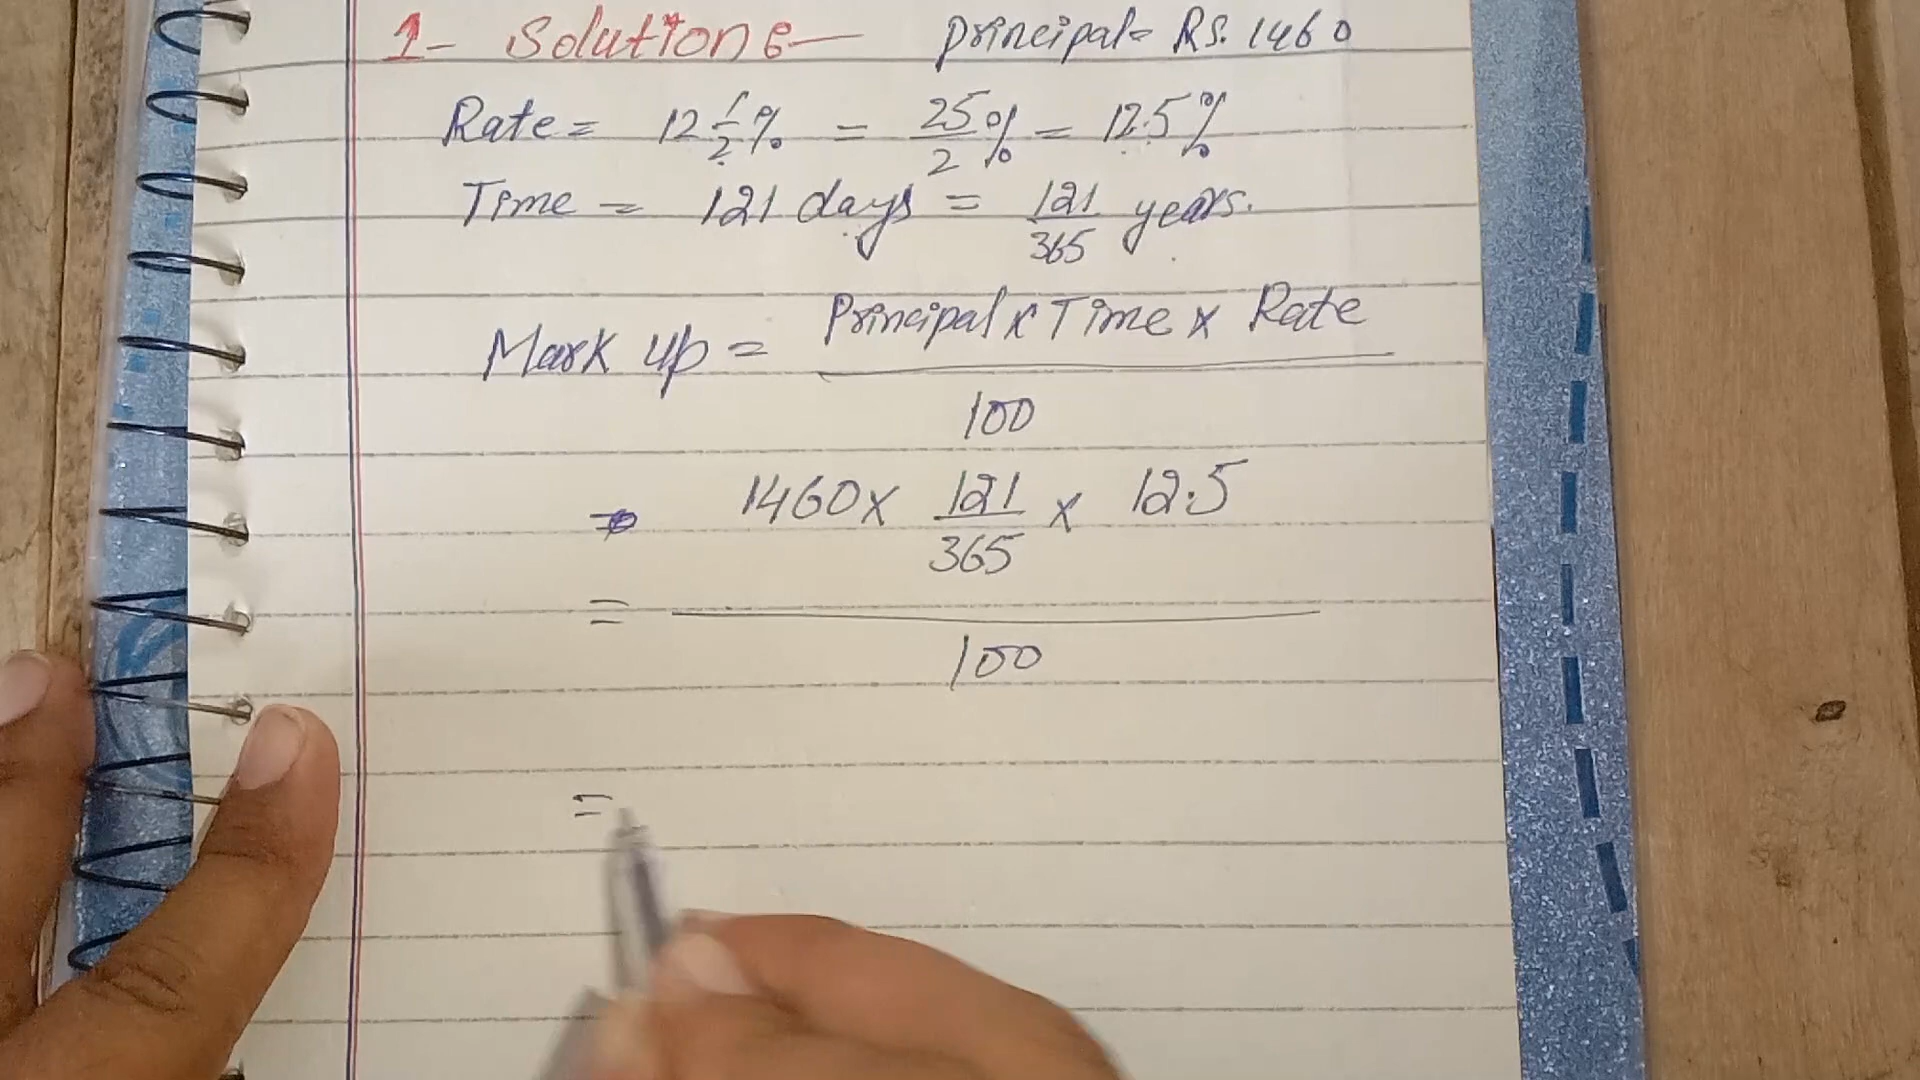 1- Solution :- Principal = Rs. 1460
Rate = 12 1/2 % = 25/2 % = 12.5%
Time = 121 days = 121/365 years.
Mark up = Principal x Time x Rate
100
1460 x 121/365 x 12.5
=
100
=